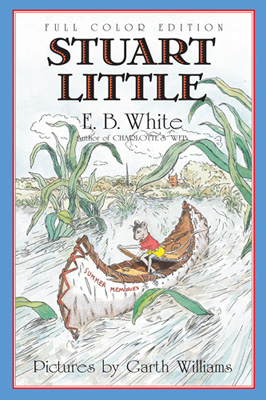 FULL COLOR EDITION
STUART
LITTLE
E. B. White
Author of CHARLOTTE'S WEB
SUMMER MEMORIES
Pictures by Garth Williams